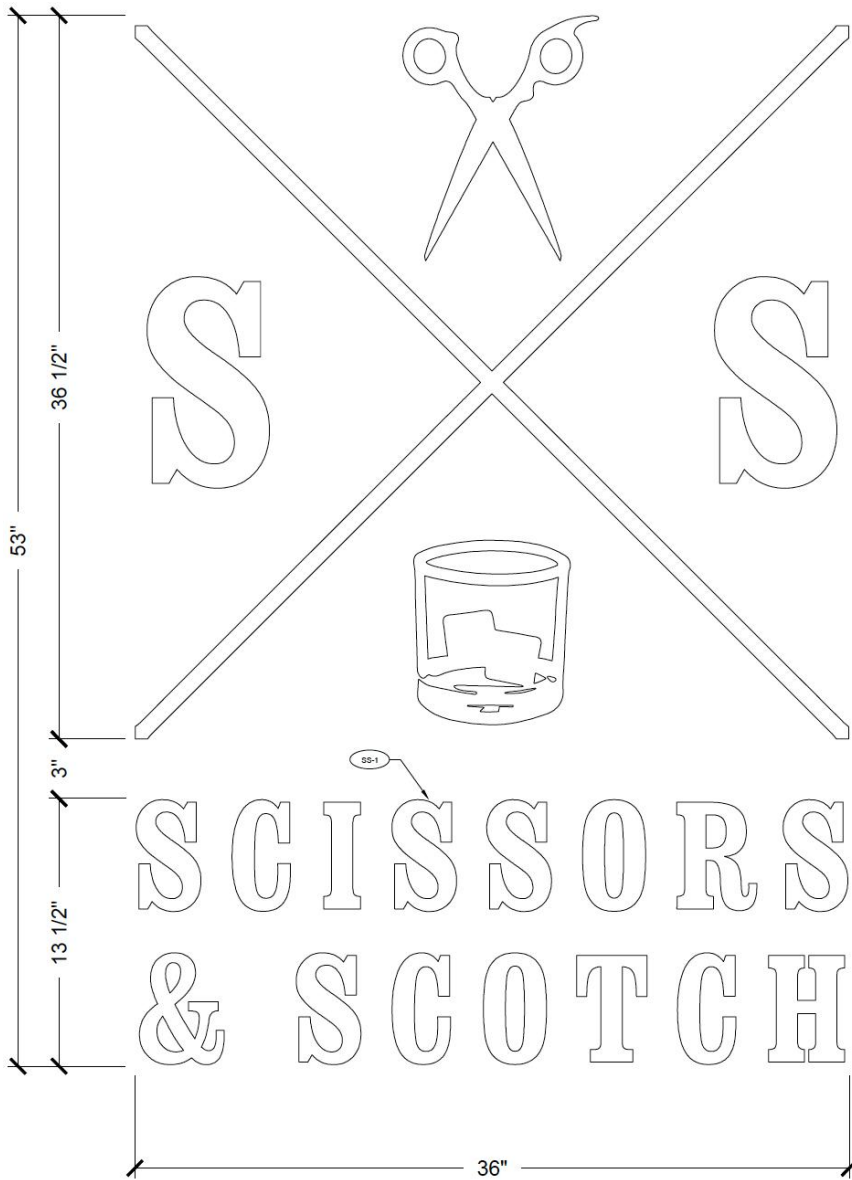 S S
36 1/2"
53"
3"
SS-1
SCISSORS
13 1/2"
& SCOTCH
36"